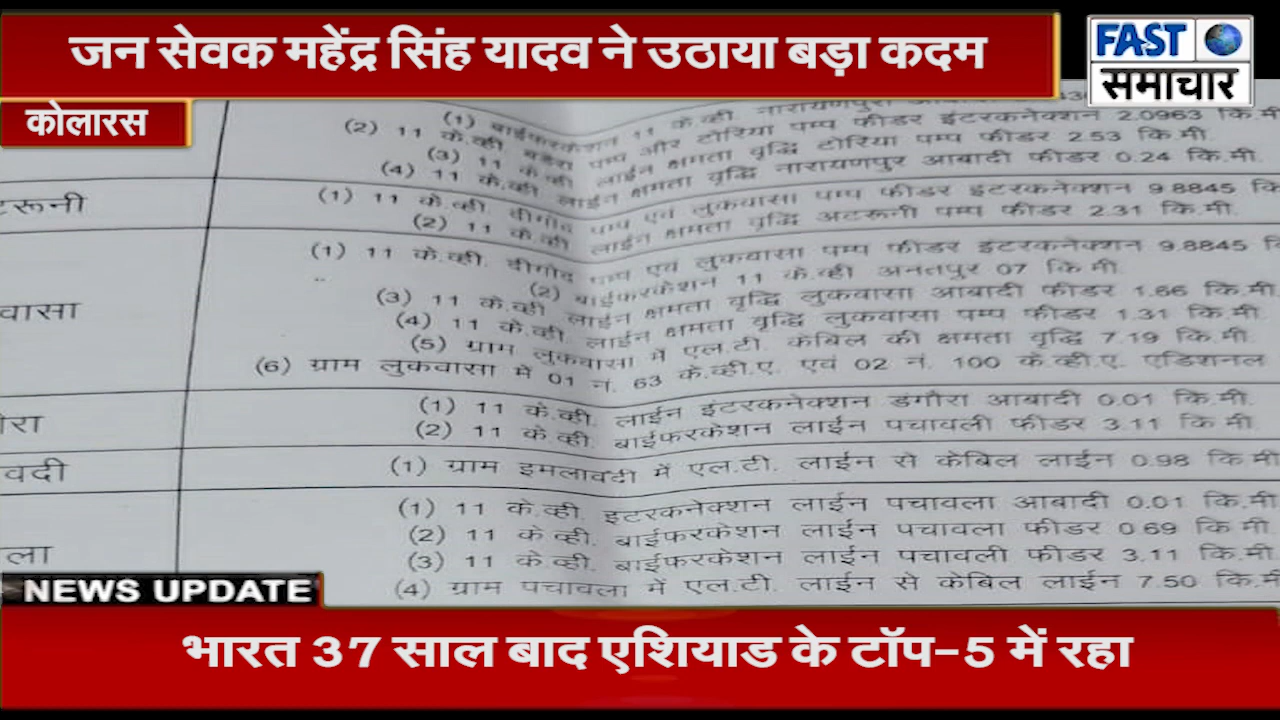 जन सेवक महेंद्र सिंह यादव ने उठाया बड़ा कदम
FAST
समाचार
कोलारस
(1) बाईफरकेशन 11 के.व्ही. नारायणपुरा
(2) 11 के.व्ही. पम्प और टोरिया पम्प फीडर इंटरकनेक्शन 2.0963 कि.मी.
(3) 11 के.व्ही. लाईन क्षमता वृद्धि टोरिया पम्प फीडर 2.53 कि.मी.
(4) 11 के.व्ही. लाईन क्षमता वृद्धि नारायणपुर आबादी फीडर 0.24 कि.मी.
टरूनी
(1) 11 के.व्ही. दीगोद पम्प एवं लुकवासा पम्प फीडर इंटरकनेक्शन 9.8845 कि
(2) 11 के.व्ही. लाईन क्षमता वृद्धि अटरूनी पम्प फीडर 2.31 कि.मी.
वासा
(1) 11 के.व्ही. दीगोद पम्प एवं लुकवासा पम्प फीडर इंटरकनेक्शन 9.8845 कि
(2) बाईफरकेशन 11 के.व्ही अनतपुर 07 कि.मी.
(3) 11 के.व्ही. लाईन क्षमता वृद्धि लुकवासा आबादी फीडर 1.66 कि.मी.
(4) 11 के.व्ही. लाईन क्षमता वृद्धि लुकवासा पम्प फीडर 1.31 कि.मी.
(5) ग्राम लुकवासा में एल.टी. केबिल की क्षमता वृद्धि 7.19 कि.मी.
(6) ग्राम लुकवासा में 01 नं. 63 के.व्ही.ए. एवं 02 नं. 100 के.व्ही.ए. एडिशनल
ोरा
(1) 11 के.व्ही. लाईन इंटरकनेक्शन डंगौरा आबादी 0.01 कि.मी.
(2) 11 के.व्ही. बाईफरकेशन लाईन पचावली फीडर 3.11 कि.मी.
वदी
(1) ग्राम इमलावदी में एल.टी. लाईन से केबिल लाईन 0.98 कि.मी
ला
(1) 11 के.व्ही. इटरकनेक्शन लाईन पचावला आबादी 0.01 कि.मी.
(2) 11 के.व्ही. बाईफरकेशन लाईन पचावला फीडर 0.69 कि.मी.
(3) 11 के.व्ही. बाईफरकेशन लाईन पचावली फीडर 3.11 कि.मी.
(4) ग्राम पचावला में एल.टी. लाईन से केबिल लाईन 7.50 कि.मी
NEWS UPDATE
भारत 37 साल बाद एशियाड के टॉप-5 में रहा